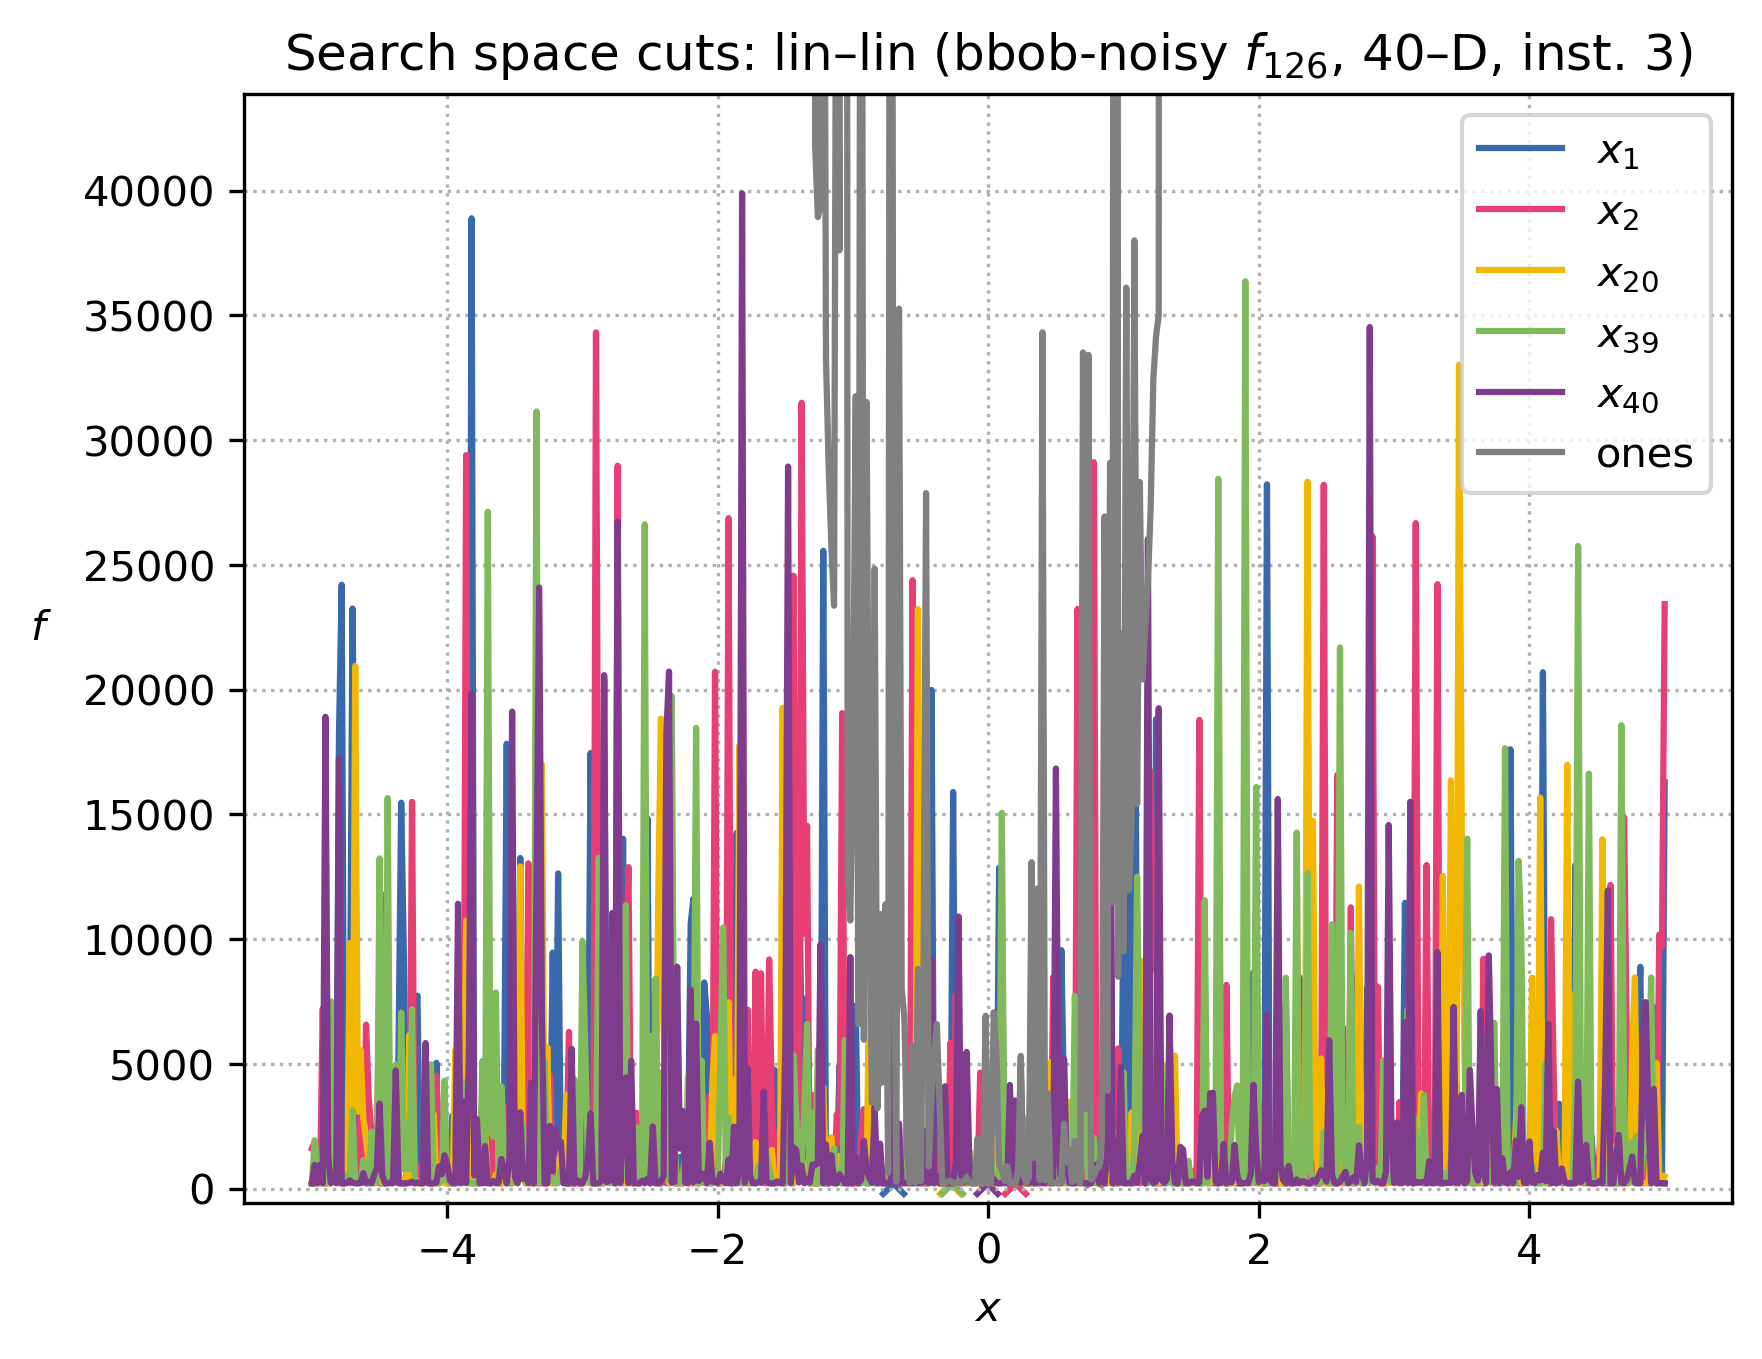 Search space cuts: lin–lin (bbob-noisy f₁₂₆, 40–D, inst. 3)
x₁
x₂
x₂₀
x₃₉
x₄₀
ones
40000
35000
30000
25000
20000
15000
10000
5000
0
f
−4 −2 0 2 4
x